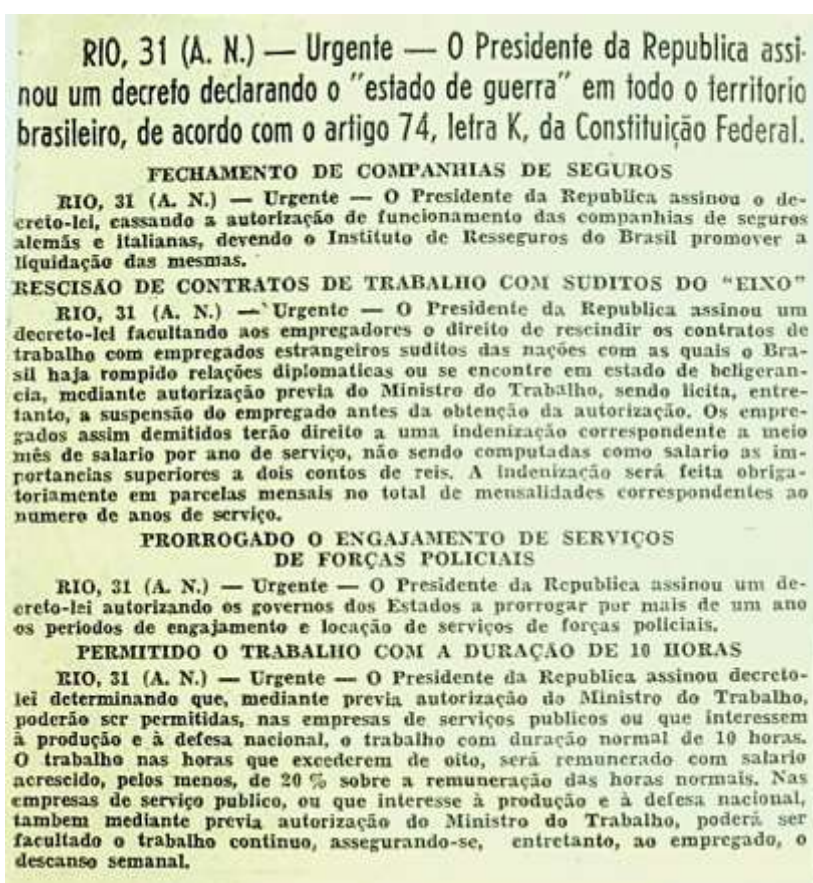 RIO, 31 (A. N.) — Urgente — O Presidente da Republica assi-
nou um decreto declarando o "estado de guerra" em todo o territorio
brasileiro, de acordo com o artigo 74, letra K, da Constituição Federal.
FECHAMENTO DE COMPANHIAS DE SEGUROS
RIO, 31 (A. N.) — Urgente — O Presidente da Republica assinou o de-
creto-lei, cassando a autorização de funcionamento das companhias de seguros
alemãs e italianas, devendo o Instituto de Resseguros do Brasil promover a
liquidação das mesmas.
RESCISÃO DE CONTRATOS DE TRABALHO COM SUDITOS DO "EIXO"
RIO, 31 (A. N.) — Urgente — O Presidente da Republica assinou um
decreto-lei facultando aos empregadores o direito de rescindir os contratos de
trabalho com empregados estrangeiros suditos das nações com as quais o Bra-
sil haja rompido relações diplomaticas ou se encontre em estado de beligeran-
cia, mediante autorização previa do Ministro do Trabalho, sendo licita, entre-
tanto, a suspensão do empregado antes da obtenção da autorização. Os empre-
gados assim demitidos terão direito a uma indenização correspondente a meio
mês de salario por ano de serviço, não sendo computadas como salario as im-
portancias superiores a dois contos de reis. A indenização será feita obriga-
toriamente em parcelas mensais no total de mensalidades correspondentes ao
numero de anos de serviço.
PRORROGADO O ENGAJAMENTO DE SERVIÇOS
DE FORÇAS POLICIAIS
RIO, 31 (A. N.) — Urgente — O Presidente da Republica assinou um de-
creto-lei autorizando os governos dos Estados a prorrogar por mais de um ano
os periodos de engajamento e locação de serviços de forças policiais.
PERMITIDO O TRABALHO COM A DURAÇÃO DE 10 HORAS
RIO, 31 (A. N.) — Urgente — O Presidente da Republica assinou decreto-
lei determinando que, mediante previa autorização do Ministro do Trabalho,
poderão ser permitidas, nas empresas de serviços publicos ou que interessem
à produção e à defesa nacional, o trabalho com duração normal de 10 horas.
O trabalho nas horas que excederem de oito, será remunerado com salario
acrescido, pelos menos, de 20 % sobre a remuneração das horas normais. Nas
empresas de serviço publico, ou que interesse à produção e à defesa nacional,
tambem mediante previa autorização do Ministro do Trabalho, poderá ser
facultado o trabalho continuo, assegurando-se, entretanto, ao empregado, o
descanso semanal.